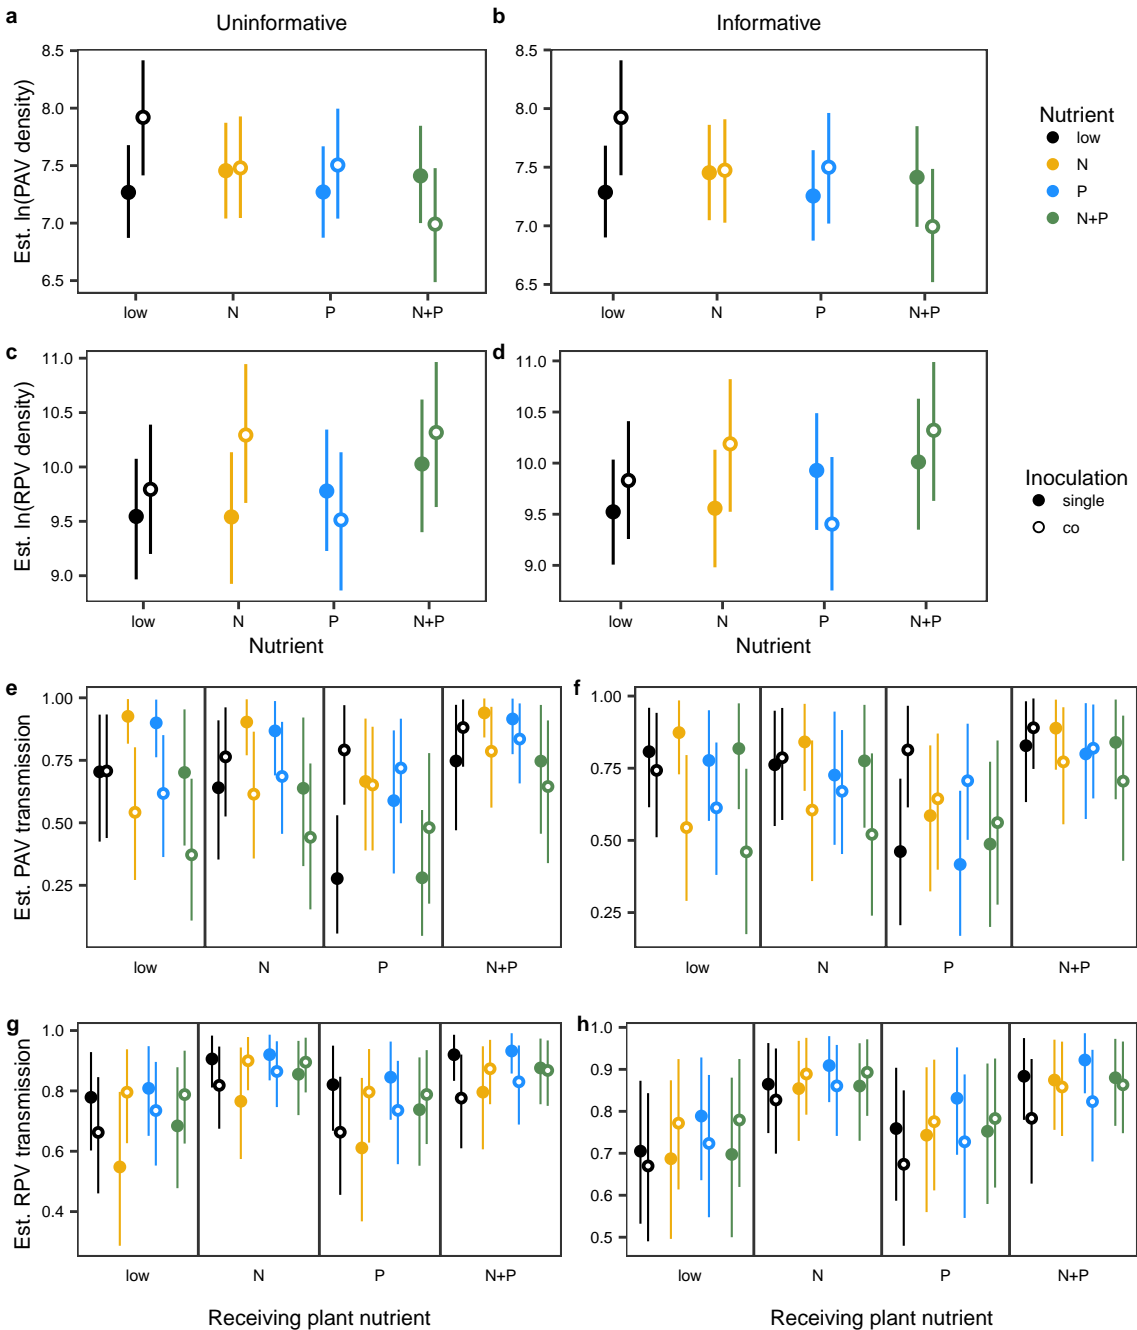 a
Uninformative
b
Informative
Est. ln(PAV density)
8.5
8.0
7.5
7.0
6.5
low
N
P
N+P
8.5
8.0
7.5
7.0
6.5
low
N
P
N+P
Nutrient
low
N
P
N+P
c
Est. ln(RPV density)
11.0
10.5
10.0
9.5
9.0
low
N
P
N+P
Nutrient
d
11.0
10.5
10.0
9.5
9.0
low
N
P
N+P
Nutrient
Inoculation
single
co
e
Est. PAV transmission
1.00
0.75
0.50
0.25
low
N
P
N+P
f
1.00
0.75
0.50
0.25
low
N
P
N+P
g
Est. RPV transmission
1.0
0.8
0.6
0.4
low
N
P
N+P
Receiving plant nutrient
h
1.0
0.9
0.8
0.7
0.6
0.5
low
N
P
N+P
Receiving plant nutrient